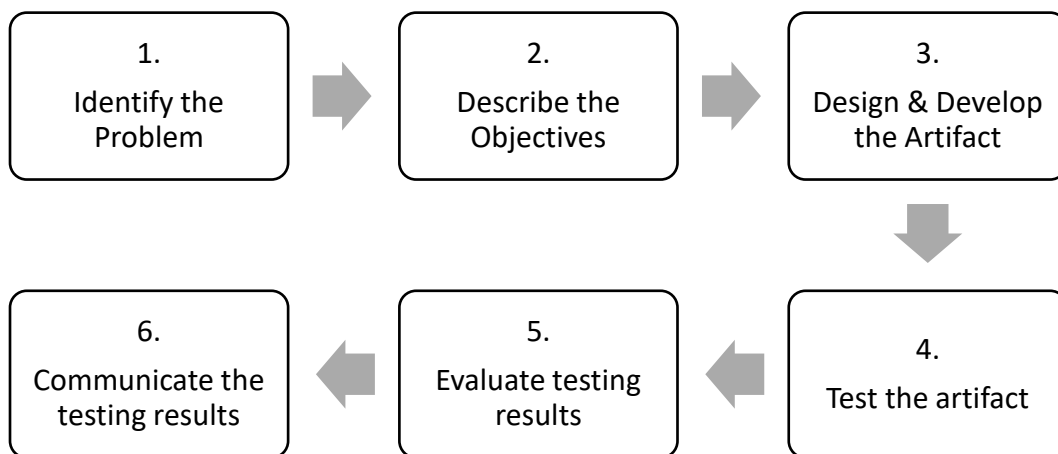 1.
Identify the
Problem
2.
Describe the
Objectives
3.
Design & Develop
the Artifact
4.
Test the artifact
5.
Evaluate testing
results
6.
Communicate the
testing results